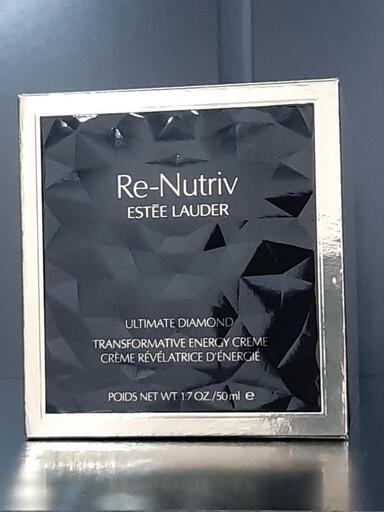 Re-Nutriv
ESTĒE LAUDER
ULTIMATE DIAMOND
TRANSFORMATIVE ENERGY CREME
CRÈME RÉVÉLATRICE D'ÉNERGIE
POIDS NET WT. 1.7 OZ./50 ml ℮